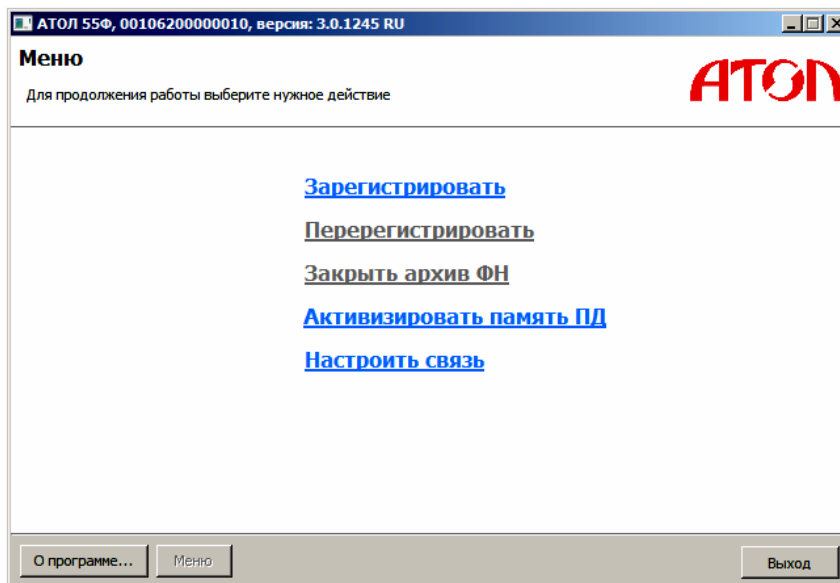 АТОЛ 55Ф, 00106200000010, версия: 3.0.1245 RU
Меню
Для продолжения работы выберите нужное действие
АТОЛ
Зарегистрировать
Перерегистрировать
Закрыть архив ФН
Активизировать память ПД
Настроить связь
О программе... Меню Выход